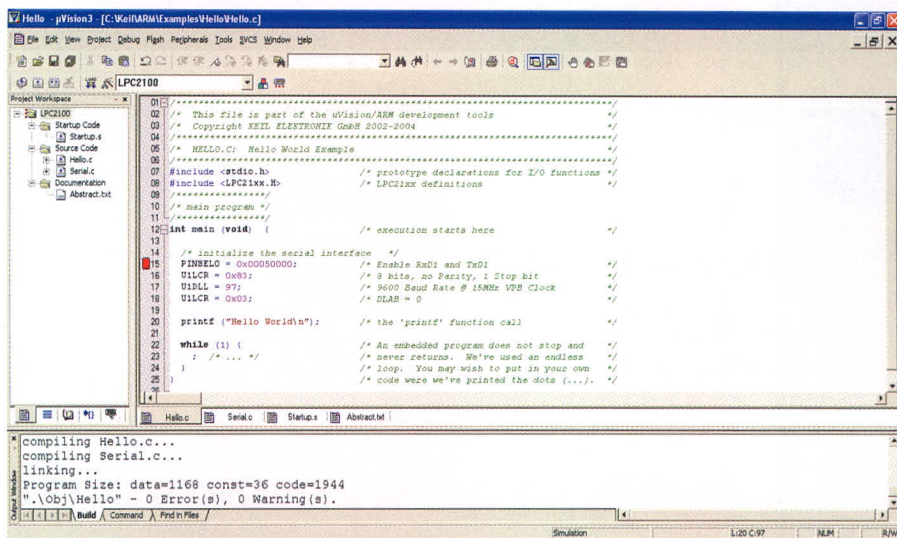 Hello - µVision3 - [C:\Keil\ARM\Examples\Hello\Hello.c]
File Edit View Project Debug Flash Peripherals Tools SVCS Window Help
LOAD LPC2100
Project Workspace
LPC2100
Startup Code
Startup.s
Source Code
Hello.c
Serial.c
Documentation
Abstract.txt
01 /******************************************************************************/
02 /* This file is part of the uVision/ARM development tools */
03 /* Copyright KEIL ELEKTRONIK GmbH 2002-2004 */
04 /******************************************************************************/
05 /* HELLO.C: Hello World Example */
06 /******************************************************************************/
07 #include <stdio.h> /* prototype declarations for I/O functions */
08 #include <LPC21xx.H> /* LPC21xx definitions */
09 /****************/
10 /* main program */
11 /****************/
12 int main (void) { /* execution starts here */
13
14 /* initialize the serial interface */
15 PINSEL0 = 0x00050000; /* Enable RxD1 and TxD1 */
16 U1LCR = 0x83; /* 8 bits, no Parity, 1 Stop bit */
17 U1DLL = 97; /* 9600 Baud Rate @ 15MHz VPB Clock */
18 U1LCR = 0x03; /* DLAB = 0 */
19
20 printf ("Hello World\n"); /* the 'printf' function call */
21
22 while (1) { /* An embedded program does not stop and */
23 ; /* ... */ /* never returns. We've used an endless */
24 } /* loop. You may wish to put in your own */
25 } /* code were we've printed the dots (...). */
26
Hello.c Serial.c Startup.s Abstract.txt
compiling Hello.c...
compiling Serial.c...
linking...
Program Size: data=1168 const=36 code=1944
".\Obj\Hello" - 0 Error(s), 0 Warning(s).
Output Window
Build Command Find in Files
Simulation L:20 C:97 NUM R/W